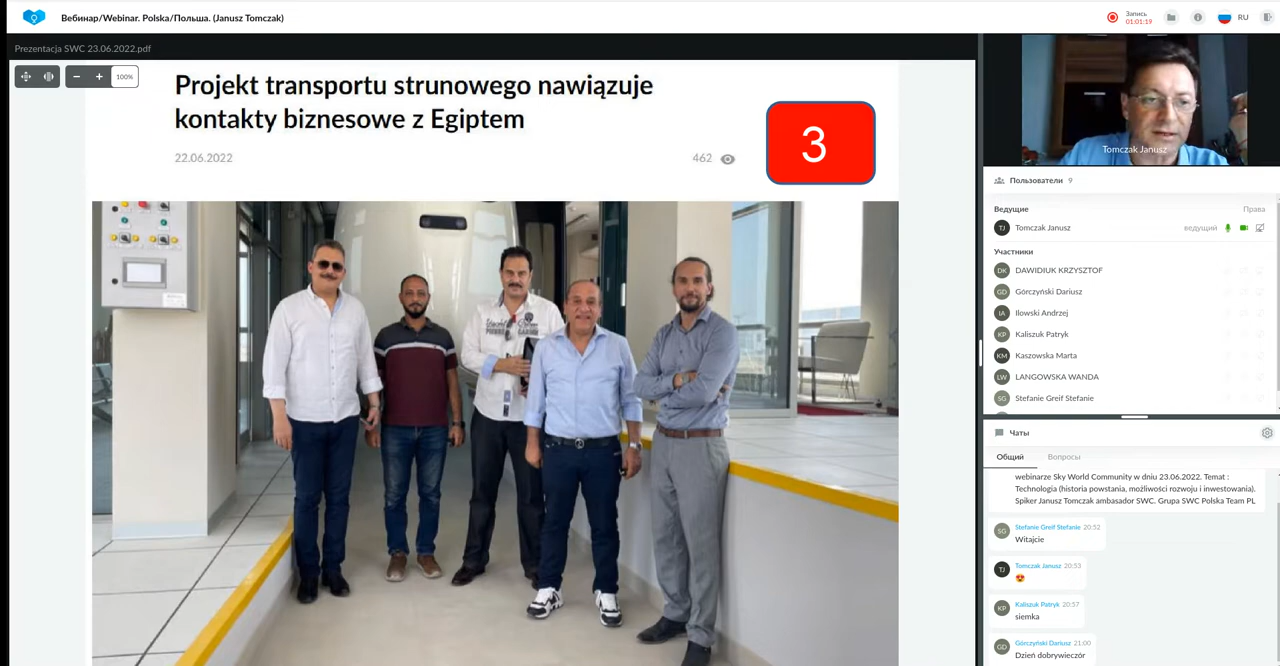 Вебинар/Webinar. Polska/Польша. (Janusz Tomczak)
Запись
01:01:19
RU
Prezentacja SWC 23.06.2022.pdf
100%
Projekt transportu strunowego nawiązuje
kontakty biznesowe z Egiptem
22.06.2022
462
3
Tomczak Janusz
Пользователи 9
Ведущие
Права
TJ Tomczak Janusz
ведущий
Участники
DK DAWIDIUK KRZYSZTOF
GD Górczyński Dariusz
IA Ilowski Andrzej
KP Kaliszuk Patryk
KM Kaszowska Marta
LW LANGOWSKA WANDA
SG Stefanie Greif Stefanie
Чаты
Общий
Вопросы
webinarze Sky World Community w dniu 23.06.2022. Temat :
Technologia (historia powstania, możliwości rozwoju i inwestowania).
Spiker Janusz Tomczak ambasador SWC. Grupa SWC Polska Team PL
SG Stefanie Greif Stefanie 20:52
Witajcie
TJ Tomczak Janusz 20:53
😍
KP Kaliszuk Patryk 20:57
siemka
GD Górczyński Dariusz 21:00
Dzień dobrywieczór